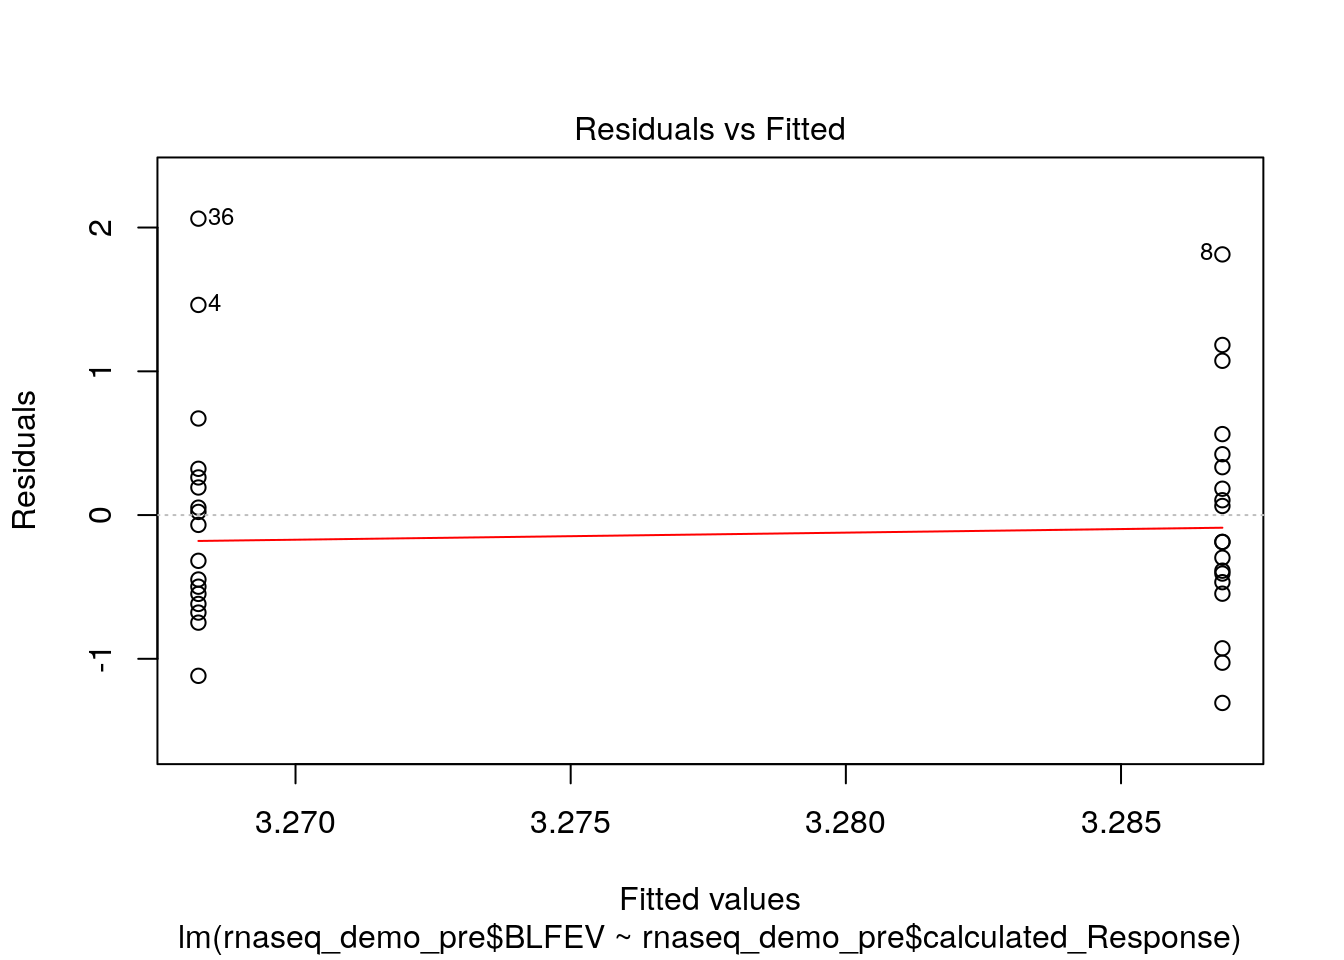 Residuals vs Fitted
Residuals
2
1
0
-1
36
4
8
3.270 3.275 3.280 3.285
Fitted values
lm(rnaseq_demo_pre$BLFEV ~ rnaseq_demo_pre$calculated_Response)